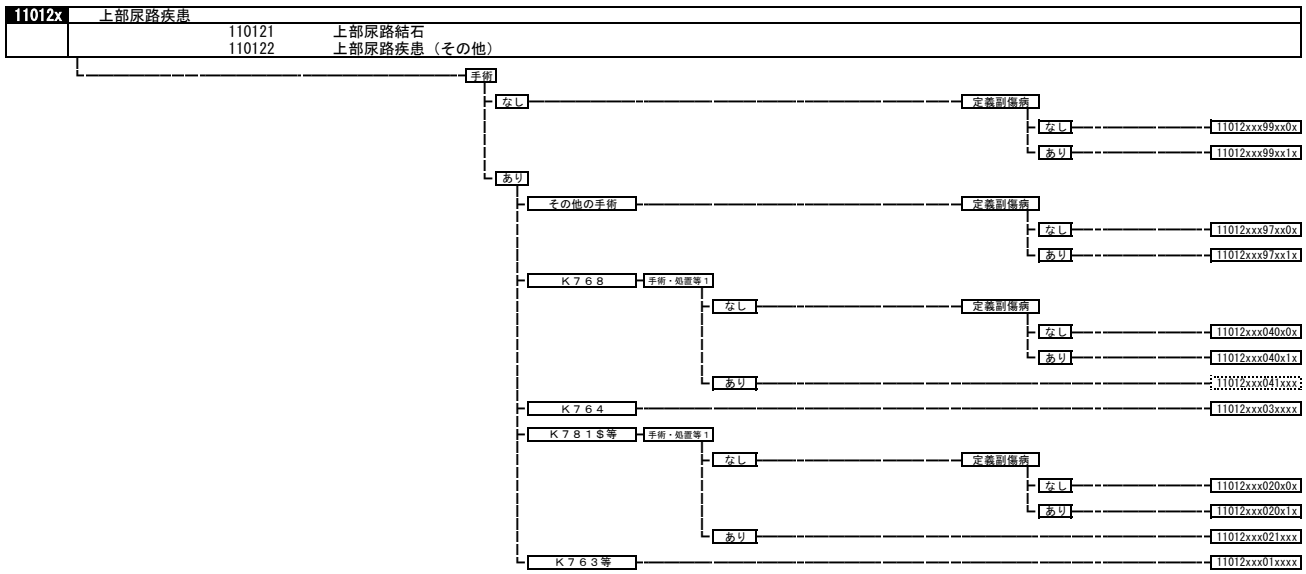 11012x 上部尿路疾患
110121 上部尿路結石
110122 上部尿路疾患（その他）
手術
なし 定義副傷病
なし 11012xxx99xx0x
あり 11012xxx99xx1x
あり
その他の手術 定義副傷病
なし 11012xxx97xx0x
あり 11012xxx97xx1x
Ｋ７６８ 手術・処置等１
なし 定義副傷病
なし 11012xxx040x0x
あり 11012xxx040x1x
あり 11012xxx041xxx
Ｋ７６４ 11012xxx03xxxx
Ｋ７８１＄等 手術・処置等１
なし 定義副傷病
なし 11012xxx020x0x
あり 11012xxx020x1x
あり 11012xxx021xxx
Ｋ７６３等 11012xxx01xxxx